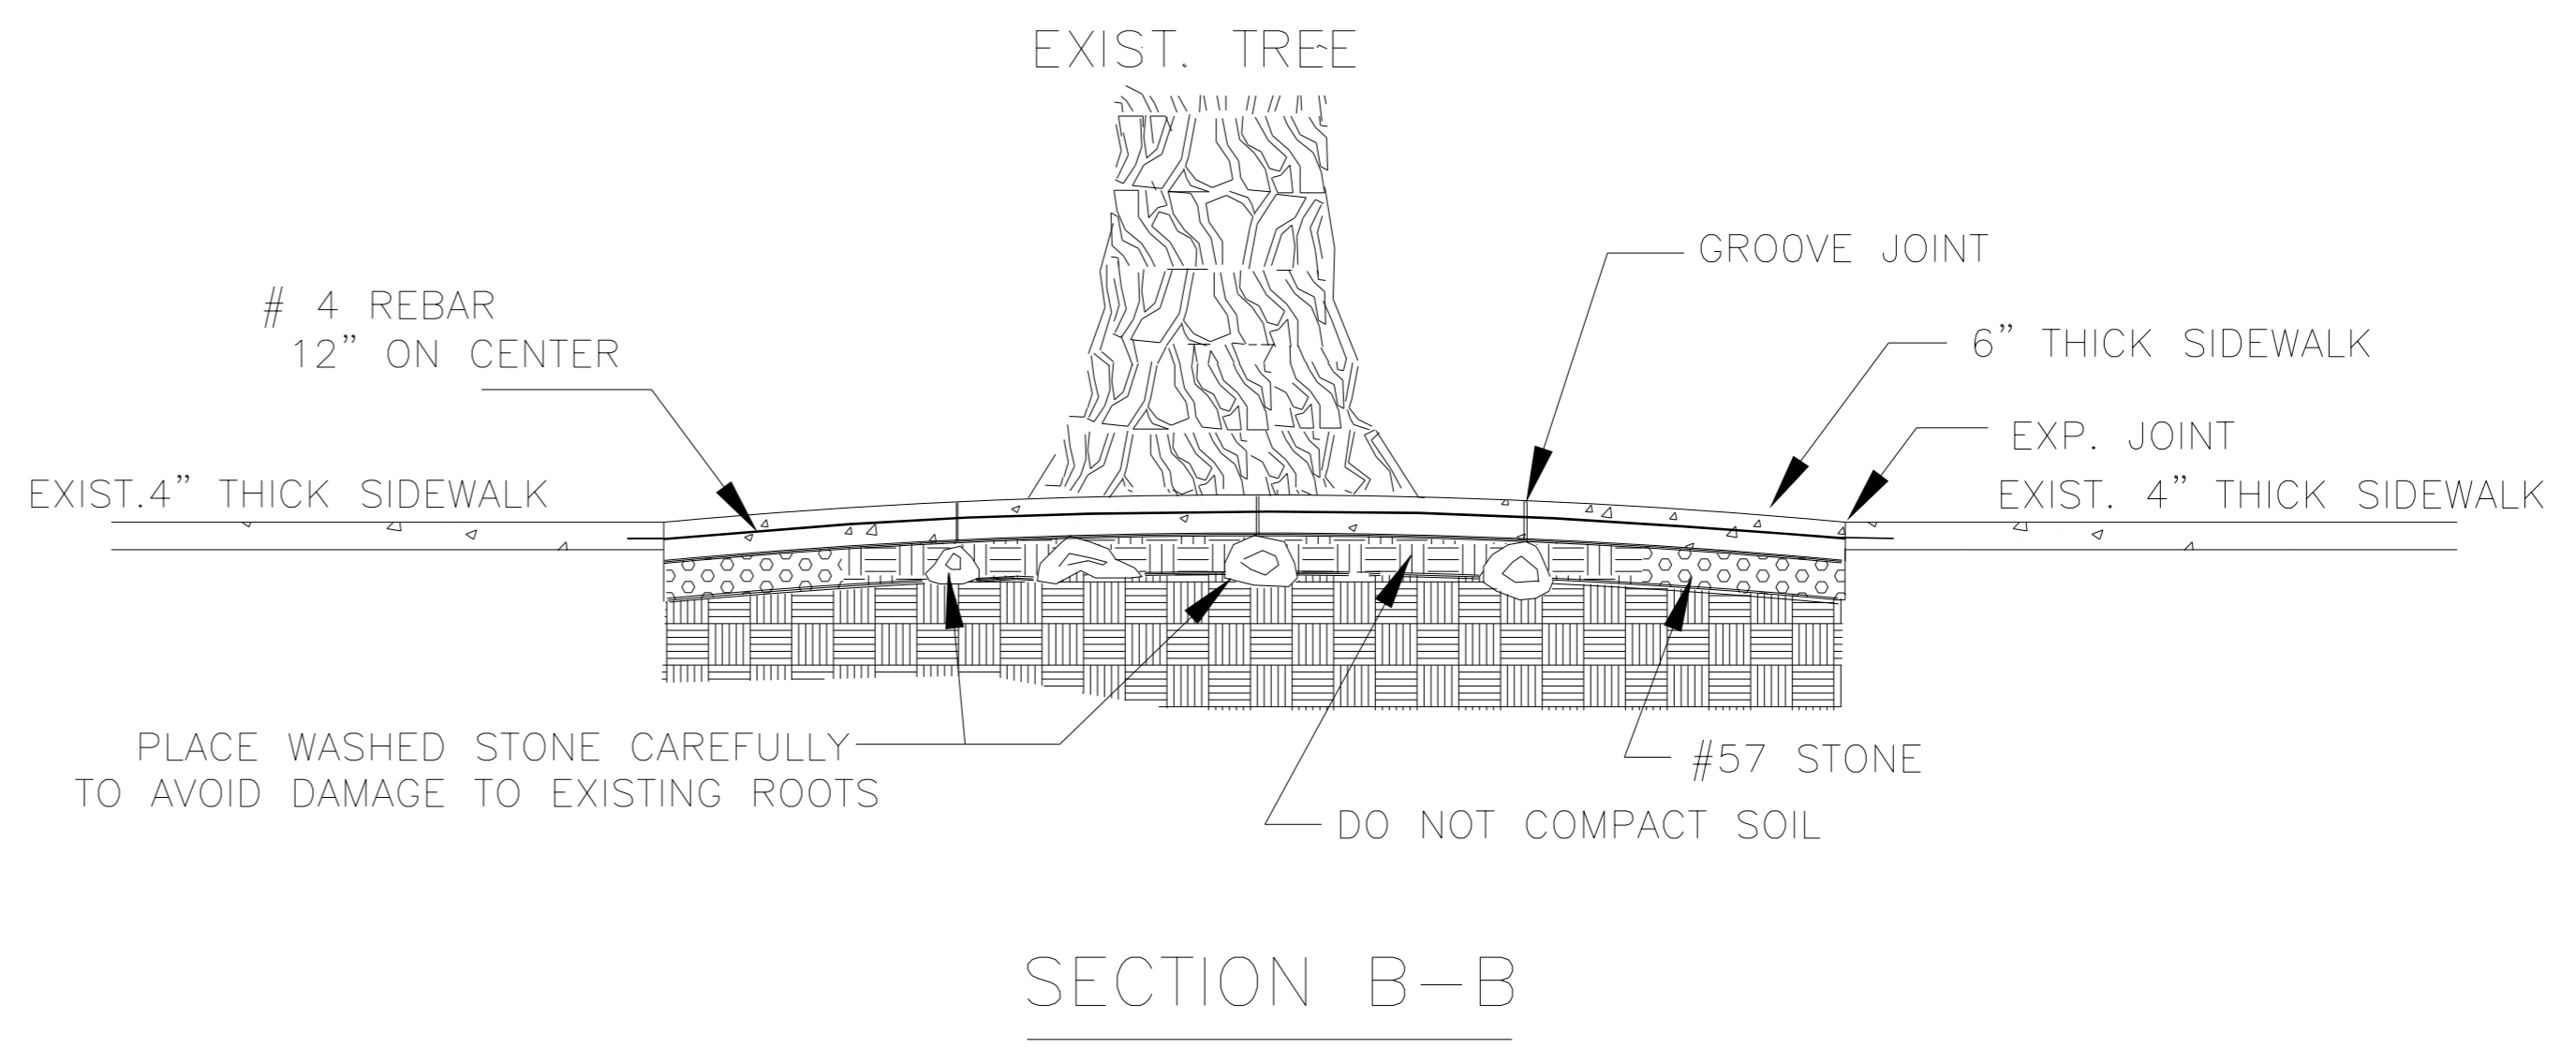 EXIST. TREE
GROOVE JOINT
# 4 REBAR
12” ON CENTER
6” THICK SIDEWALK
EXP. JOINT
EXIST.4” THICK SIDEWALK
EXIST. 4” THICK SIDEWALK
PLACE WASHED STONE CAREFULLY
TO AVOID DAMAGE TO EXISTING ROOTS
#57 STONE
DO NOT COMPACT SOIL
SECTION B-B